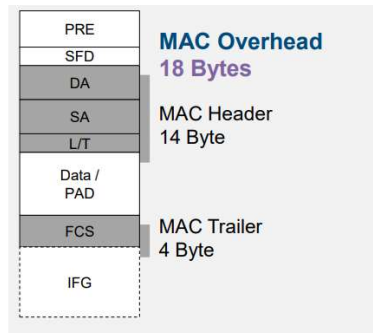 PRE
SFD
DA
SA
L/T
Data /
PAD
FCS
IFG
MAC Overhead
18 Bytes
MAC Header
14 Byte
MAC Trailer
4 Byte